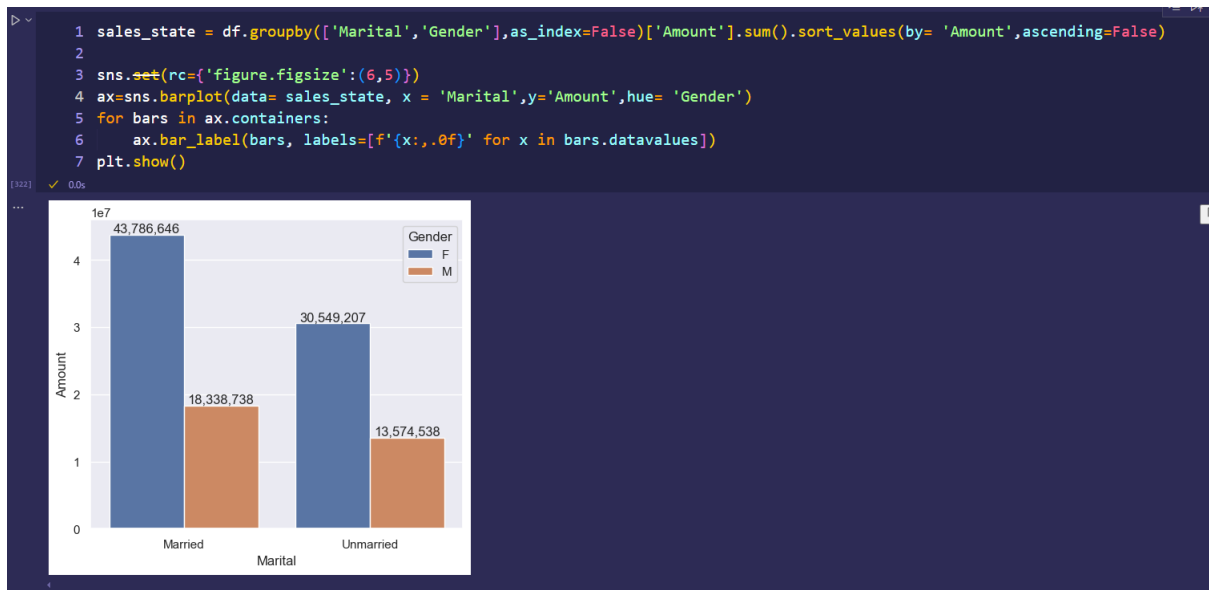 1 sales_state = df.groupby(['Marital','Gender'],as_index=False)['Amount'].sum().sort_values(by= 'Amount',ascending=False)
2
3 sns.set(rc={'figure.figsize':(6,5)})
4 ax=sns.barplot(data= sales_state, x = 'Marital',y='Amount',hue= 'Gender')
5 for bars in ax.containers:
6     ax.bar_label(bars, labels=[f'{x:,.0f}' for x in bars.datavalues])
7 plt.show()
[322] 0.0s
...
1e7
43,786,646
Gender
F
M
4
30,549,207
3
Amount
2
18,338,738
13,574,538
1
0
Married Unmarried
Marital